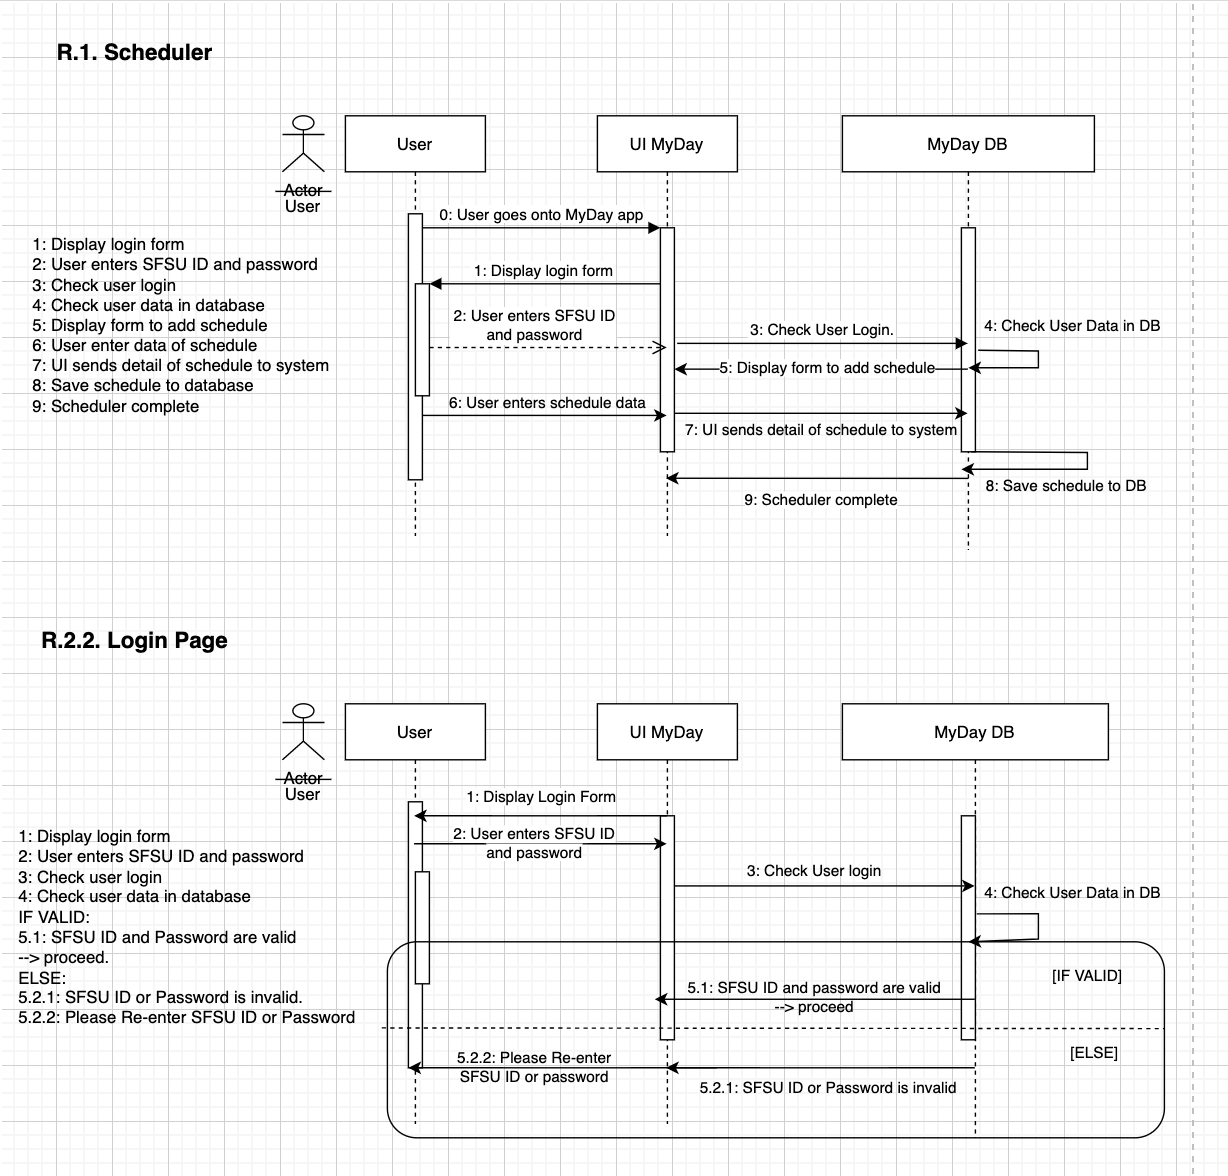 R.1. Scheduler
User
UI MyDay
MyDay DB
Actor
User
0: User goes onto MyDay app
1: Display login form
2: User enters SFSU ID and password
3: Check user login
4: Check user data in database
5: Display form to add schedule
6: User enter data of schedule
7: UI sends detail of schedule to system
8: Save schedule to database
9: Scheduler complete
1: Display login form
2: User enters SFSU ID
and password
3: Check User Login.
4: Check User Data in DB
5: Display form to add schedule
6: User enters schedule data
7: UI sends detail of schedule to system
8: Save schedule to DB
9: Scheduler complete
R.2.2. Login Page
User
UI MyDay
MyDay DB
Actor
User
1: Display login form
2: User enters SFSU ID and password
3: Check user login
4: Check user data in database
IF VALID:
5.1: SFSU ID and Password are valid
--> proceed.
ELSE:
5.2.1: SFSU ID or Password is invalid.
5.2.2: Please Re-enter SFSU ID or Password
1: Display Login Form
2: User enters SFSU ID
and password
3: Check User login
4: Check User Data in DB
[IF VALID]
5.1: SFSU ID and password are valid
--> proceed
[ELSE]
5.2.2: Please Re-enter
SFSU ID or password
5.2.1: SFSU ID or Password is invalid